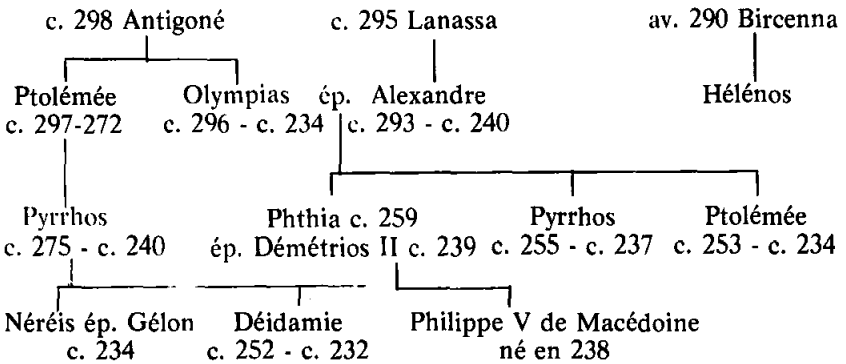 c. 298 Antigoné c. 295 Lanassa av. 290 Bircenna
Ptolémée Olympias ép. Alexandre Hélénos
c. 297-272 c. 296 - c. 234 c. 293 - c. 240
Pyrrhos Phthia c. 259 Pyrrhos Ptolémée
c. 275 - c. 240 ép. Démétrios II c. 239 c. 255 - c. 237 c. 253 - c. 234
Néréis ép. Gélon Déidamie Philippe V de Macédoine
c. 234 c. 252 - c. 232 né en 238